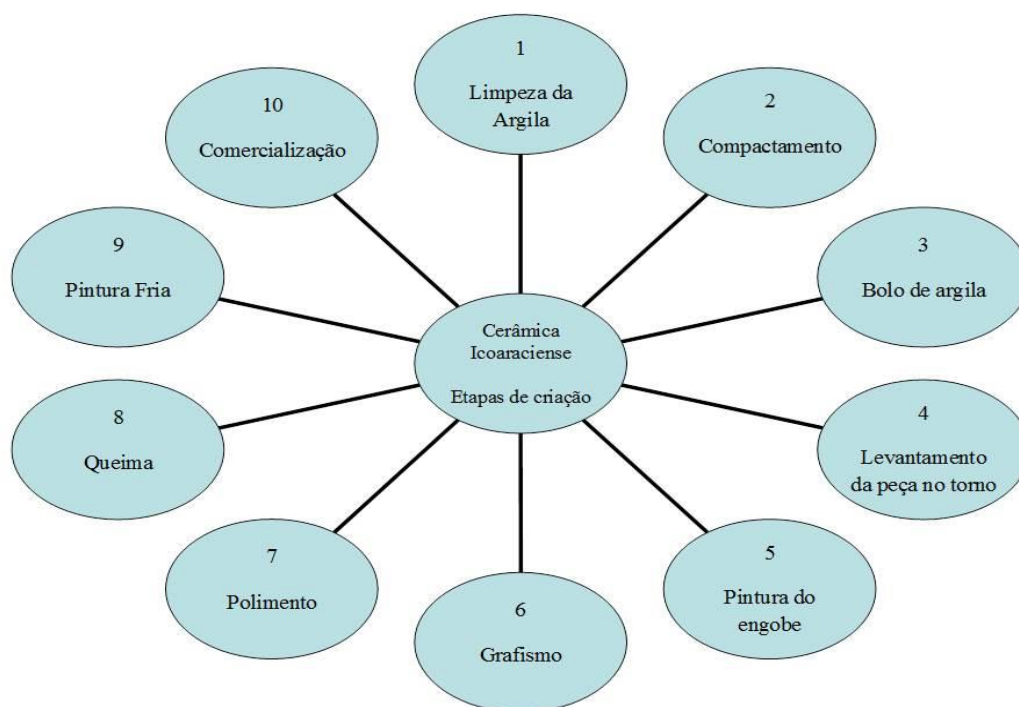 1
Limpeza da
Argila
2
Compactamento
3
Bolo de argila
4
Levantamento
da peça no torno
5
Pintura do
engobe
6
Grafismo
7
Polimento
8
Queima
9
Pintura Fria
10
Comercialização
Cerâmica
Icoaraciense
Etapas de criação